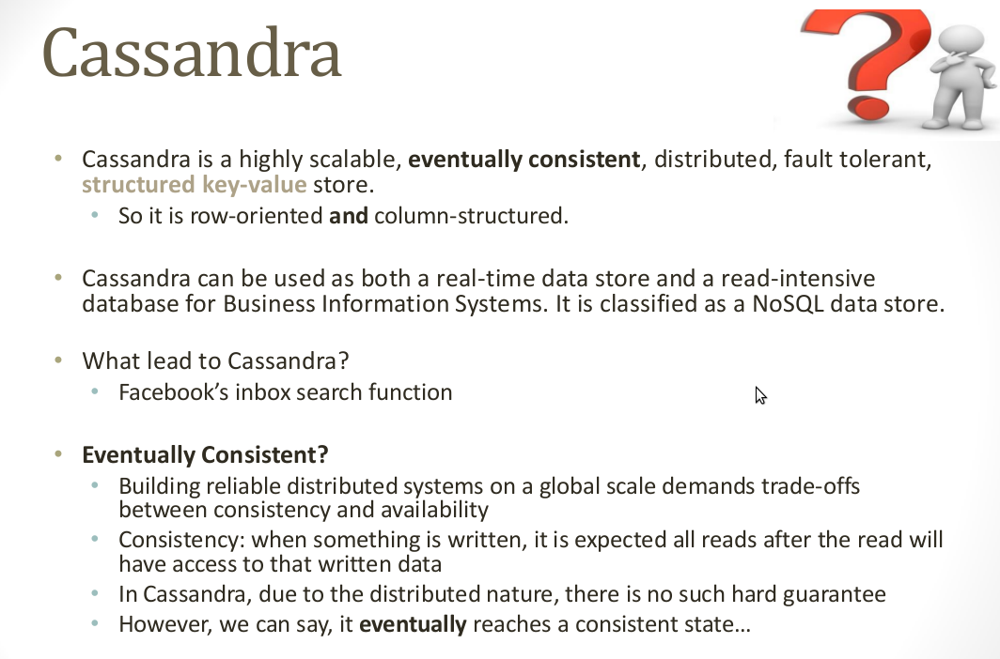 Cassandra
• Cassandra is a highly scalable, eventually consistent, distributed, fault tolerant,
structured key-value store.
• So it is row-oriented and column-structured.
• Cassandra can be used as both a real-time data store and a read-intensive
database for Business Information Systems. It is classified as a NoSQL data store.
• What lead to Cassandra?
• Facebook’s inbox search function
• Eventually Consistent?
• Building reliable distributed systems on a global scale demands trade-offs
between consistency and availability
• Consistency: when something is written, it is expected all reads after the read will
have access to that written data
• In Cassandra, due to the distributed nature, there is no such hard guarantee
• However, we can say, it eventually reaches a consistent state…